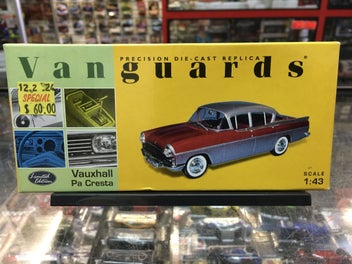 Vanguards
PRECISION DIE-CAST REPLICA
12.2 '24
SPECIAL
$ 60.00
Limited
Edition
Vauxhall
Pa Cresta
SCALE
1:43